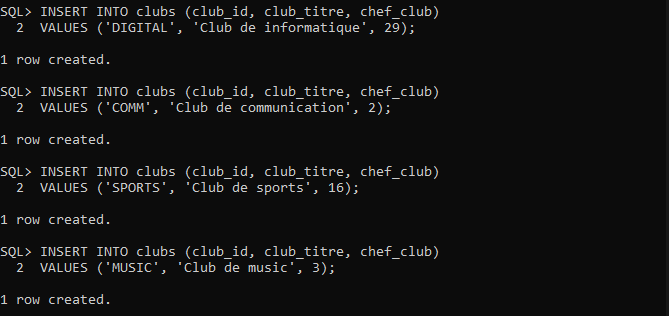 SQL> INSERT INTO clubs (club_id, club_titre, chef_club)
  2  VALUES ('DIGITAL', 'Club de informatique', 29);
1 row created.
SQL> INSERT INTO clubs (club_id, club_titre, chef_club)
  2  VALUES ('COMM', 'Club de communication', 2);
1 row created.
SQL> INSERT INTO clubs (club_id, club_titre, chef_club)
  2  VALUES ('SPORTS', 'Club de sports', 16);
1 row created.
SQL> INSERT INTO clubs (club_id, club_titre, chef_club)
  2  VALUES ('MUSIC', 'Club de music', 3);
1 row created.